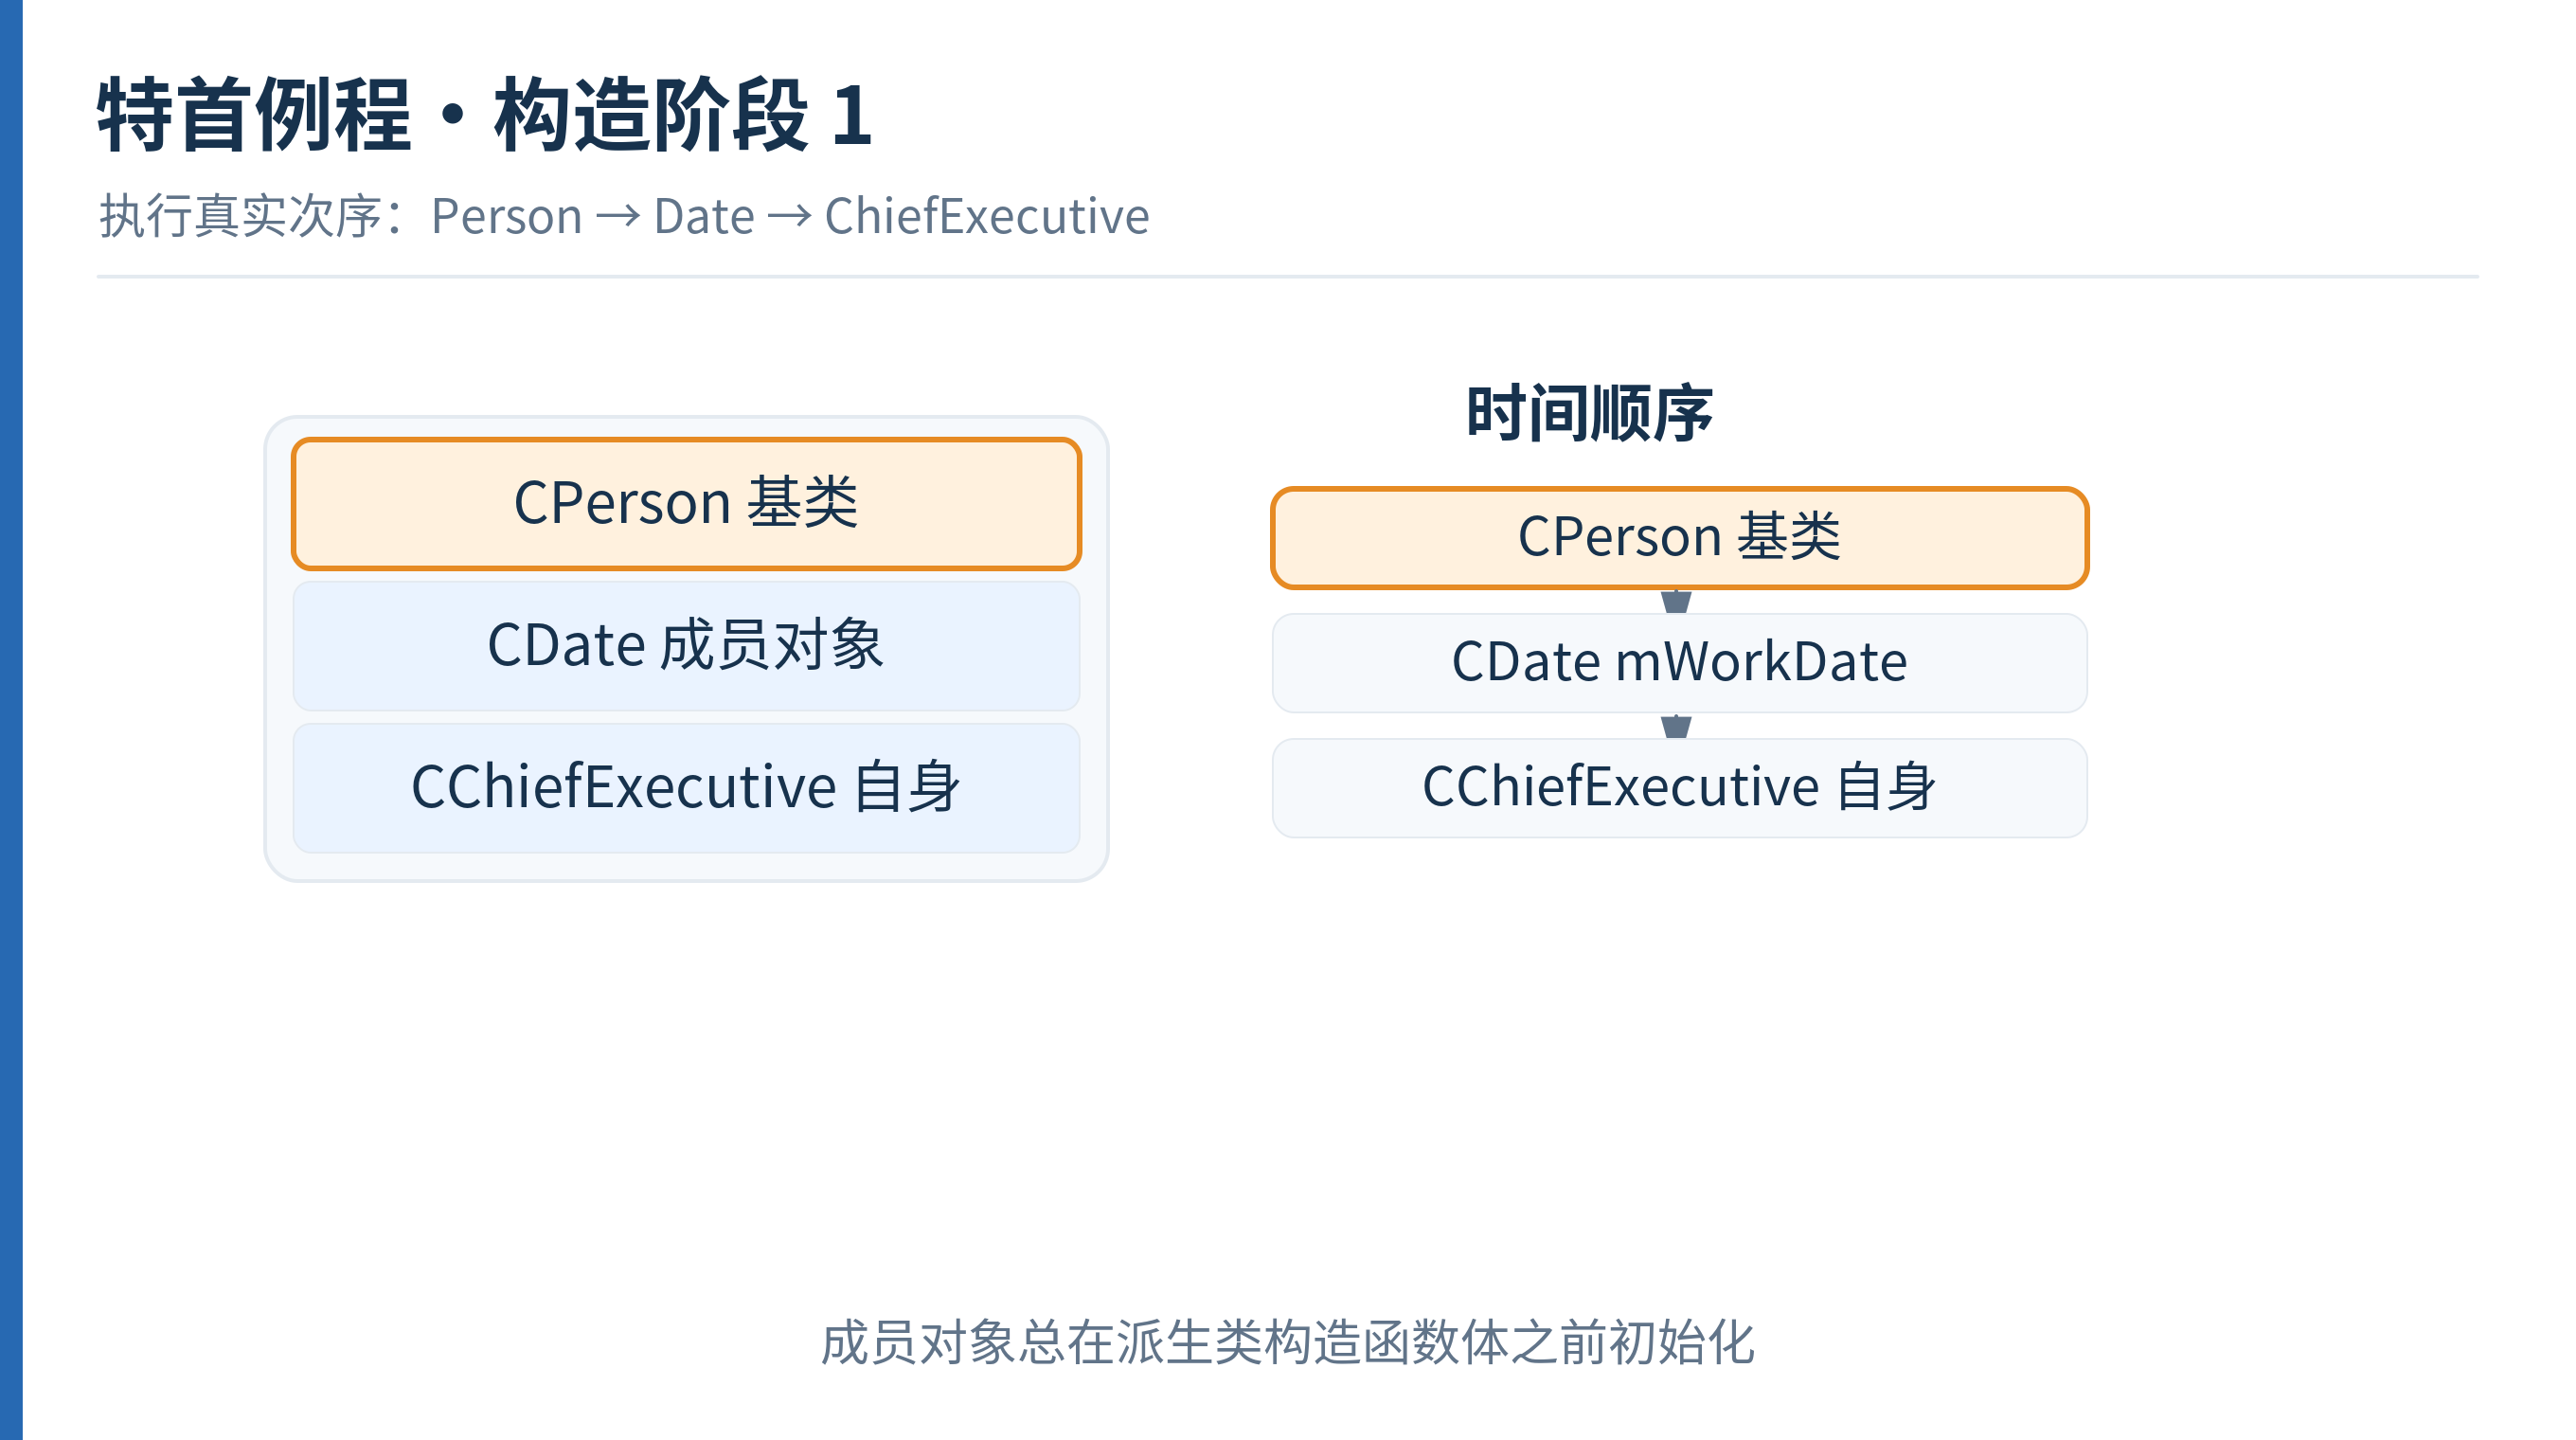 特首例程·构造阶段 1
执行真实次序：Person → Date → ChiefExecutive
CPerson 基类
CDate 成员对象
CChiefExecutive 自身
时间顺序
CPerson 基类
CDate mWorkDate
CChiefExecutive 自身
成员对象总在派生类构造函数体之前初始化